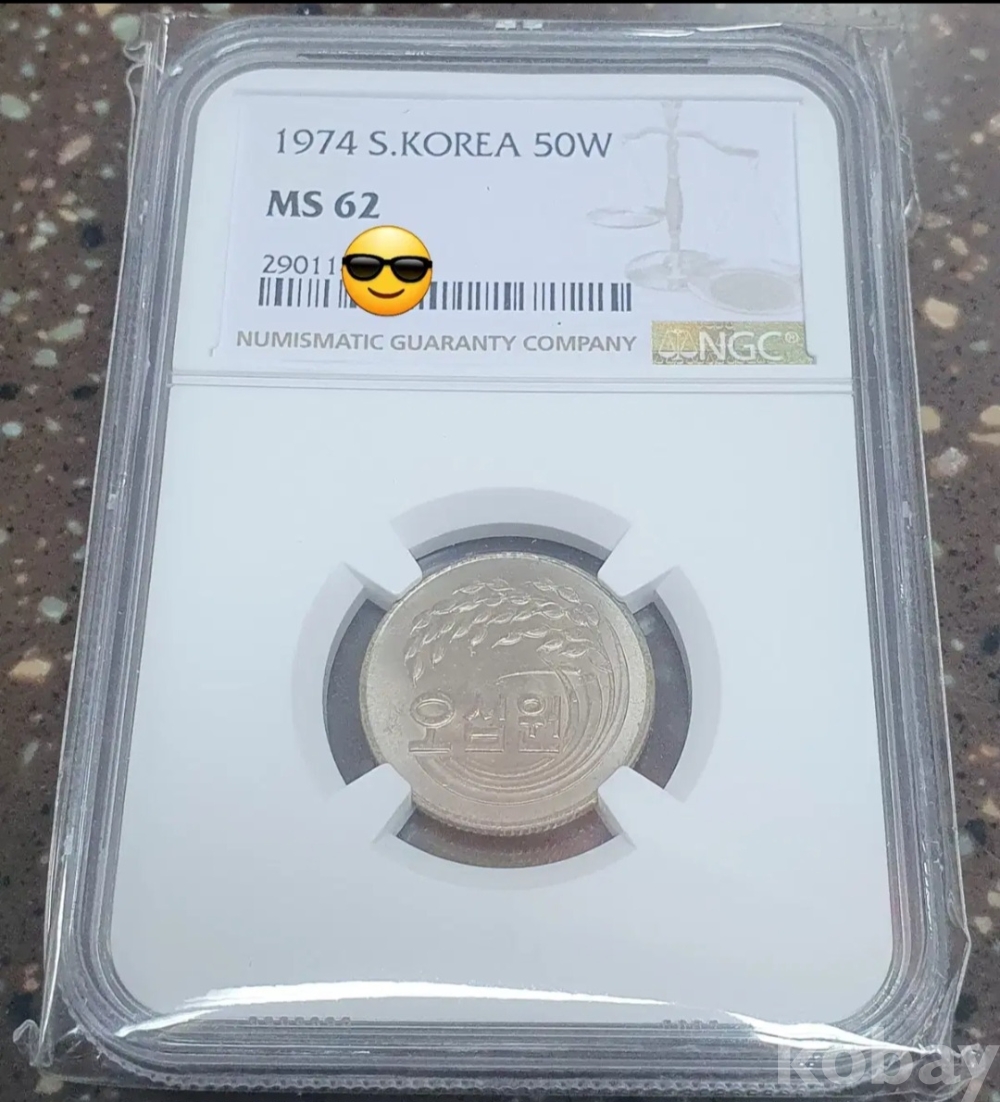 1974 S.KOREA 50W
MS 62
29011
NUMISMATIC GUARANTY COMPANY NGC®
오십원
Kobay